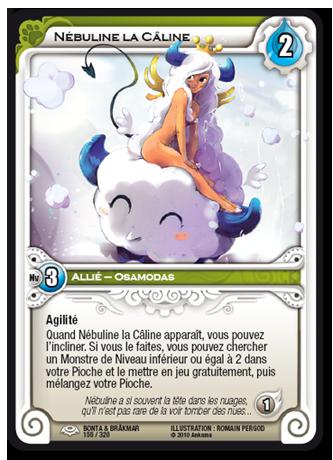 Nébuline la Câline
2
Nv 3 Allié – Osamodas
Agilité
Quand Nébuline la Câline apparaît, vous pouvez
l'incliner. Si vous le faites, vous pouvez chercher
un Monstre de Niveau inférieur ou égal à 2 dans
votre Pioche et le mettre en jeu gratuitement, puis
mélangez votre Pioche.
Nébuline a si souvent la tête dans les nuages,
qu'il n'est pas rare de la voir tomber des nues...
1
BONTA & BRÂKMAR
156 / 320
ILLUSTRATION : ROMAIN PERGOD
© 2010 Ankama